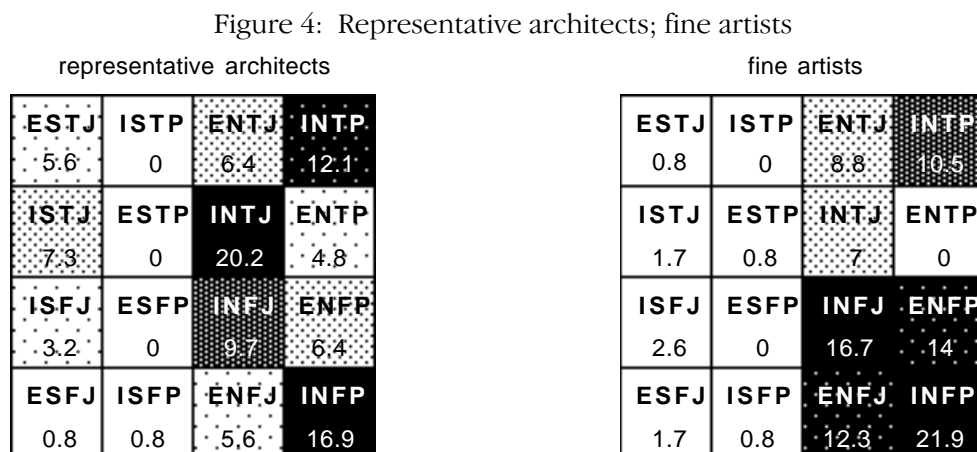 Figure 4: Representative architects; fine artists
representative architects fine artists
ESTJ ISTP ENTJ INTP ESTJ ISTP ENTJ INTP
5.6 0 6.4 12.1 0.8 0 8.8 10.5
ISTJ ESTP INTJ ENTP ISTJ ESTP INTJ ENTP
7.3 0 20.2 4.8 1.7 0.8 7 0
ISFJ ESFP INFJ ENFP ISFJ ESFP INFJ ENFP
3.2 0 9.7 6.4 2.6 0 16.7 14
ESFJ ISFP ENFJ INFP ESFJ ISFP ENFJ INFP
0.8 0.8 5.6 16.9 1.7 0.8 12.3 21.9